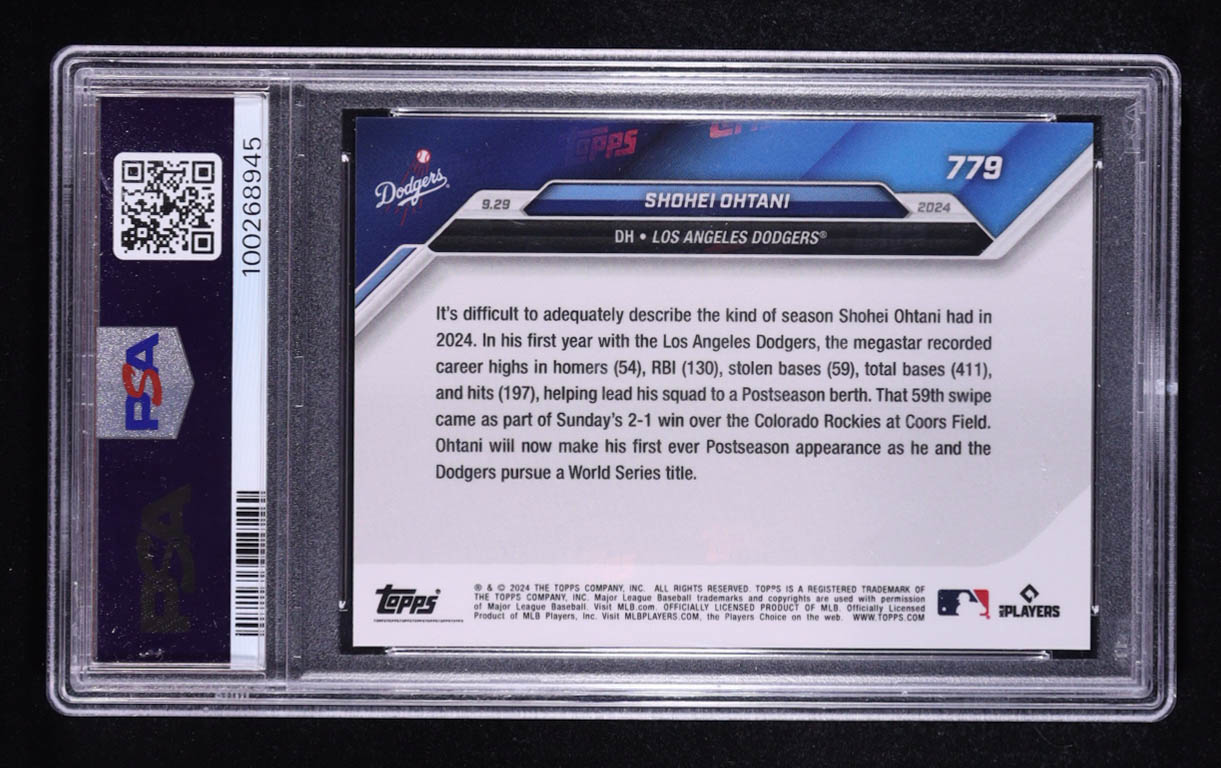 100268945
PSA
PSA
TOPPS
Dodgers
779
9.29
SHOHEI OHTANI
2024
DH • LOS ANGELES DODGERS®
It's difficult to adequately describe the kind of season Shohei Ohtani had in
2024. In his first year with the Los Angeles Dodgers, the megastar recorded
career highs in homers (54), RBI (130), stolen bases (59), total bases (411),
and hits (197), helping lead his squad to a Postseason berth. That 59th swipe
came as part of Sunday's 2-1 win over the Colorado Rockies at Coors Field.
Ohtani will now make his first ever Postseason appearance as he and the
Dodgers pursue a World Series title.
Topps®
® & © 2024 THE TOPPS COMPANY, INC. ALL RIGHTS RESERVED. TOPPS IS A REGISTERED TRADEMARK OF
THE TOPPS COMPANY, INC. Major League Baseball trademarks and copyrights are used with permission
of Major League Baseball. Visit MLB.com. OFFICIALLY LICENSED PRODUCT OF MLB. Officially Licensed
Product of MLB Players, Inc. Visit MLBPLAYERS.COM, the Players Choice on the web. WWW.TOPPS.COM
MLB PLAYERS